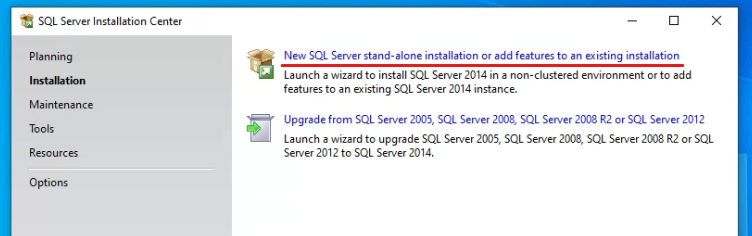 SQL Server Installation Center
Planning
Installation
Maintenance
Tools
Resources
Options
New SQL Server stand-alone installation or add features to an existing installation
Launch a wizard to install SQL Server 2014 in a non-clustered environment or to add
features to an existing SQL Server 2014 instance.
Upgrade from SQL Server 2005, SQL Server 2008, SQL Server 2008 R2 or SQL Server 2012
Launch a wizard to upgrade SQL Server 2005, SQL Server 2008, SQL Server 2008 R2 or SQL
Server 2012 to SQL Server 2014.